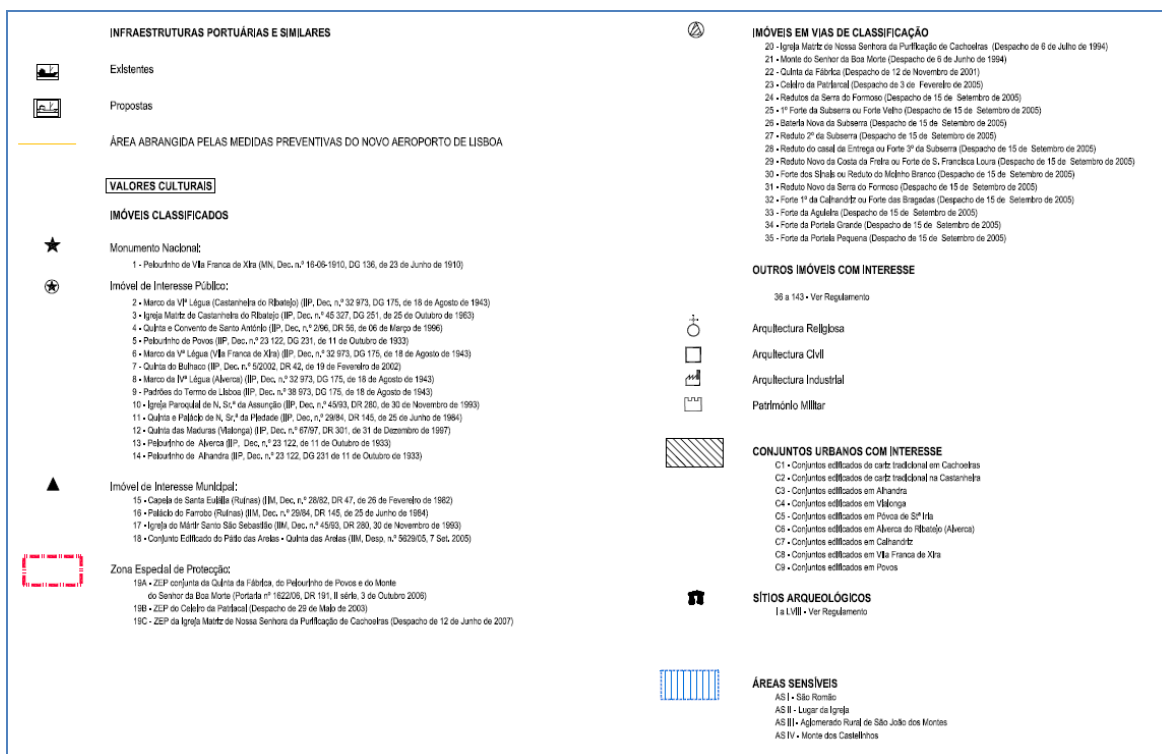 INFRAESTRUTURAS PORTUÁRIAS E SIMILARES
Existentes
Propostas
ÁREA ABRANGIDA PELAS MEDIDAS PREVENTIVAS DO NOVO AEROPORTO DE LISBOA
VALORES CULTURAIS
IMÓVEIS CLASSIFICADOS
Monumento Nacional:
1 - Pelourinho de Vila Franca de Xira (MN, Dec. n.º 16-06-1910, DG 136, de 23 de Junho de 1910)
Imóvel de Interesse Público:
2 - Marco da VIª Légua (Castanheira do Ribatejo) (IIP, Dec, n.º 32 973, DG 175, de 18 de Agosto de 1943)
3 - Igreja Matriz de Castanheira do Ribatejo (IIP, Dec. n.º 45 327, DG 251, de 25 de Outubro de 1963)
4 - Quinta e Convento de Santo António (IIP, Dec. n.º 2/96, DR 56, de 06 de Março de 1996)
5 - Pelourinho de Povos (IIP, Dec. n.º 23 122, DG 231, de 11 de Outubro de 1933)
6 - Marco da Vª Légua (Vila Franca de Xira) (IIP, Dec. n.º 32 973, DG 175, de 18 de Agosto de 1943)
7 - Quinta do Bulhaco (IIP, Dec. n.º 5/2002, DR 42, de 19 de Fevereiro de 2002)
8 - Marco da IVª Légua (Alverca) (IIP, Dec. n.º 32 973, DG 175, de 18 de Agosto de 1943)
9 - Padrões do Termo de Lisboa (IIP, Dec. n.º 38 973, DG 175, de 18 de Agosto de 1943)
10 - Igreja Paroquial de N. Sr.ª da Assunção (IIP, Dec, n.º 45/93, DR 280, de 30 de Novembro de 1993)
11 - Quinta e Palácio de N. Sr.ª da Piedade (IIP, Dec. n.º 29/84, DR 145, de 25 de Junho de 1984)
12 - Quinta das Maduras (Vialonga) (IIP, Dec. n.º 67/97, DR 301, de 31 de Dezembro de 1997)
13 - Pelourinho de Alverca (IIP, Dec, n.º 23 122, de 11 de Outubro de 1933)
14 - Pelourinho de Alhandra (IIP, Dec. n.º 23 122, DG 231 de 11 de Outubro de 1933)
Imóvel de Interesse Municipal:
15 - Capela de Santa Eulália (Ruínas) (IIM, Dec, n.º 28/82, DR 47, de 26 de Fevereiro de 1982)
16 - Palácio do Farrobo (Ruínas) (IIM, Dec. n.º 29/84, DR 145, de 25 de Junho de 1984)
17 - Igreja do Mártir Santo São Sebastião (IIM, Dec. n.º 45/93, DR 280, 30 de Novembro de 1993)
18 - Conjunto Edificado do Pátio das Areias - Quinta das Areias (IIM, Desp, n.º 5629/05, 7 Set. 2005)
Zona Especial de Protecção:
19A - ZEP conjunta da Quinta da Fábrica, do Pelourinho de Povos e do Monte
do Senhor da Boa Morte (Portaria nº 1622/06, DR 191, II série, 3 de Outubro 2006)
19B - ZEP do Celeiro da Patriacal (Despacho de 29 de Maio de 2003)
19C - ZEP da Igreja Matriz de Nossa Senhora da Purificação de Cachoeiras (Despacho de 12 de Junho de 2007)
IMÓVEIS EM VIAS DE CLASSIFICAÇÃO
20 - Igreja Matriz de Nossa Senhora da Purificação de Cachoeiras (Despacho de 6 de Julho de 1994)
21 - Monte do Senhor da Boa Morte (Despacho de 6 de Junho de 1994)
22 - Quinta da Fábrica (Despacho de 12 de Novembro de 2001)
23 - Celeiro da Patriarcal (Despacho de 3 de Fevereiro de 2005)
24 - Redutos da Serra do Formoso (Despacho de 15 de Setembro de 2005)
25 - 1º Forte da Subserra ou Forte Velho (Despacho de 15 de Setembro de 2005)
26 - Bateria Nova da Subserra (Despacho de 15 de Setembro de 2005)
27 - Reduto 2º da Subserra (Despacho de 15 de Setembro de 2005)
28 - Reduto do casal da Entrega ou Forte 3º da Subserra (Despacho de 15 de Setembro de 2005)
29 - Reduto Novo da Costa da Freira ou Forte de S. Francisca Loura (Despacho de 15 de Setembro de 2005)
30 - Forte dos Sinais ou Reduto do Moinho Branco (Despacho de 15 de Setembro de 2005)
31 - Reduto Novo da Serra do Formoso (Despacho de 15 de Setembro de 2005)
32 - Forte 1º da Calhandriz ou Forte das Bragadas (Despacho de 15 de Setembro de 2005)
33 - Forte da Aguieira (Despacho de 15 de Setembro de 2005)
34 - Forte da Portela Grande (Despacho de 15 de Setembro de 2005)
35 - Forte da Portela Pequena (Despacho de 15 de Setembro de 2005)
OUTROS IMÓVEIS COM INTERESSE
36 a 143 - Ver Regulamento
Arquitectura Religiosa
Arquitectura Civil
Arquitectura Industrial
Património Militar
CONJUNTOS URBANOS COM INTERESSE
C1 - Conjuntos edificados de cariz tradicional em Cachoeiras
C2 - Conjuntos edificados de cariz tradicional na Castanheira
C3 - Conjuntos edificados em Alhandra
C4 - Conjuntos edificados em Vialonga
C5 - Conjuntos edificados em Póvoa de Stª Iria
C6 - Conjuntos edificados em Alverca do Ribatejo (Alverca)
C7 - Conjuntos edificados em Calhandriz
C8 - Conjuntos edificados em Vila Franca de Xira
C9 - Conjuntos edificados em Povos
SÍTIOS ARQUEOLÓGICOS
I a LVIII - Ver Regulamento
ÁREAS SENSÍVEIS
AS I - São Romão
AS II - Lugar da Igreja
AS III - Aglomerado Rural de São João dos Montes
AS IV - Monte dos Castelinhos